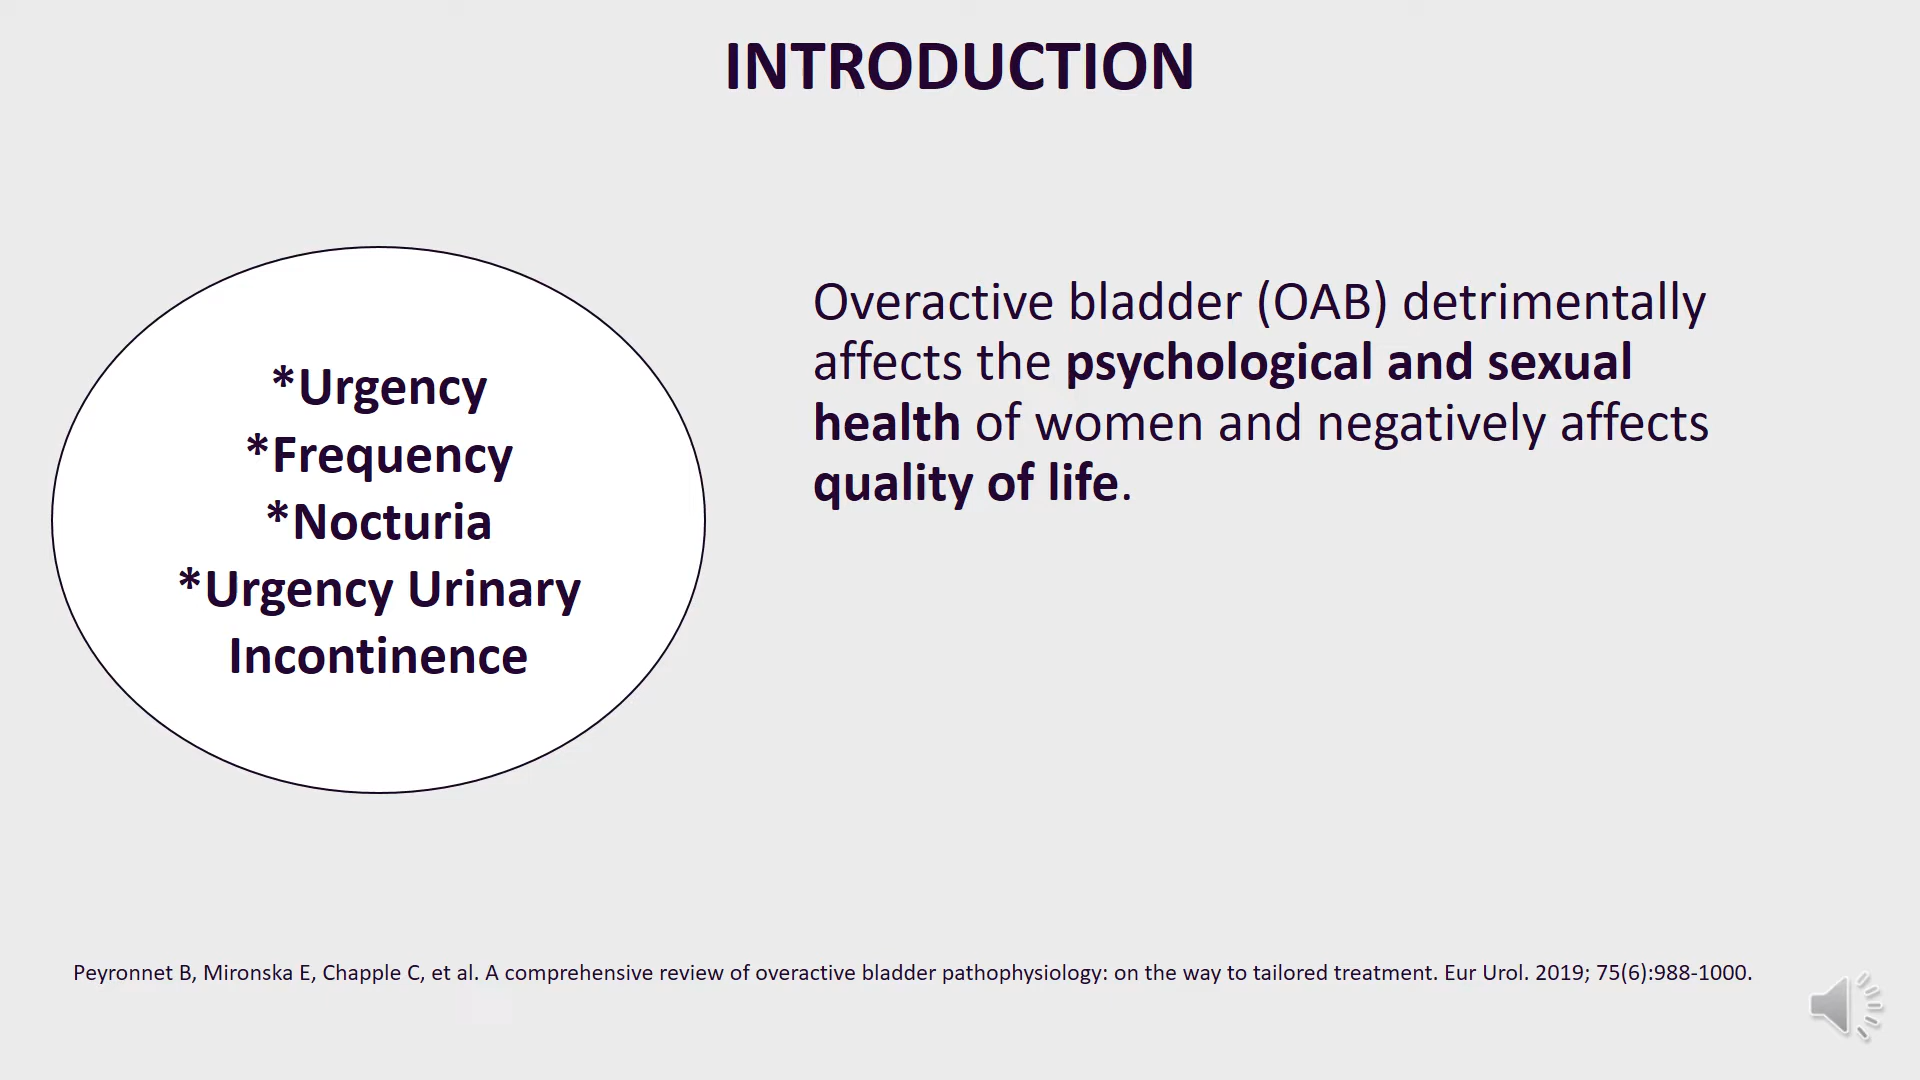 INTRODUCTION
*Urgency
*Frequency
*Nocturia
*Urgency Urinary
Incontinence
Overactive bladder (OAB) detrimentally
affects the psychological and sexual
health of women and negatively affects
quality of life.
Peyronnet B, Mironska E, Chapple C, et al. A comprehensive review of overactive bladder pathophysiology: on the way to tailored treatment. Eur Urol. 2019; 75(6):988-1000.